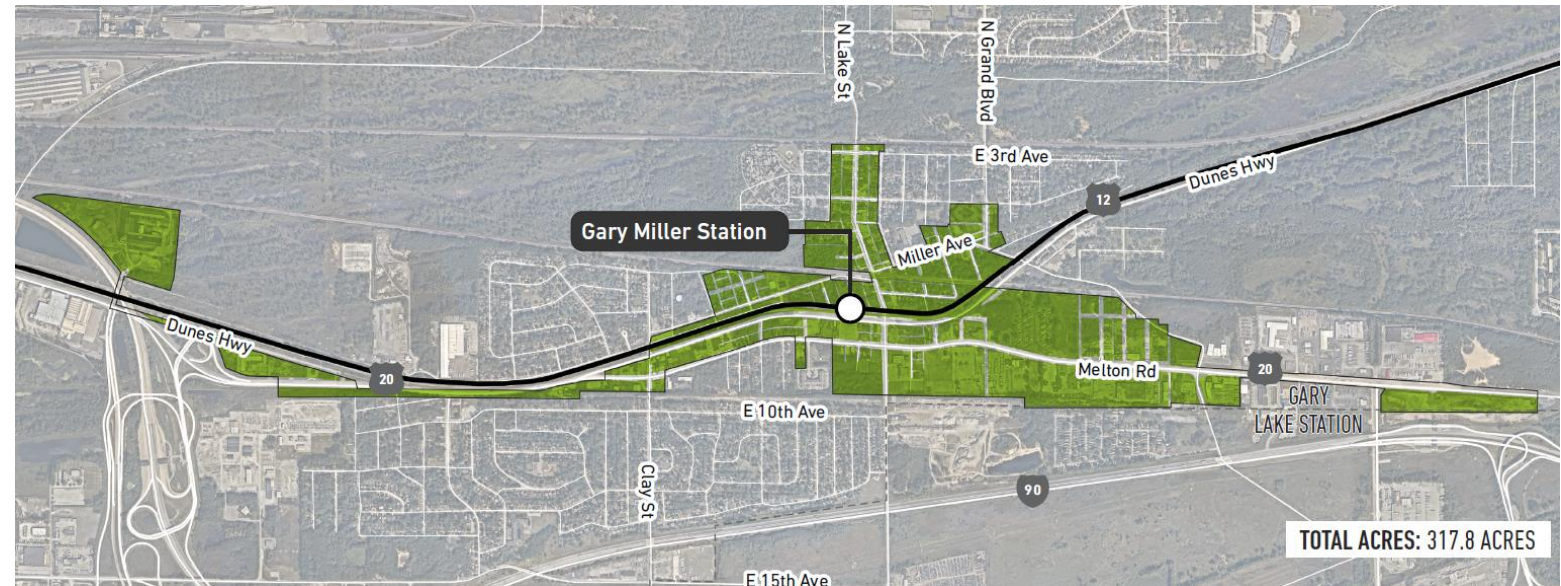 N Lake St
N Grand Blvd
E 3rd Ave
Dunes Hwy
12
Gary Miller Station
Miller Ave
Dunes Hwy
20
Melton Rd
20
GARY
LAKE STATION
E 10th Ave
Clay St
90
TOTAL ACRES: 317.8 ACRES
E 15th Ave